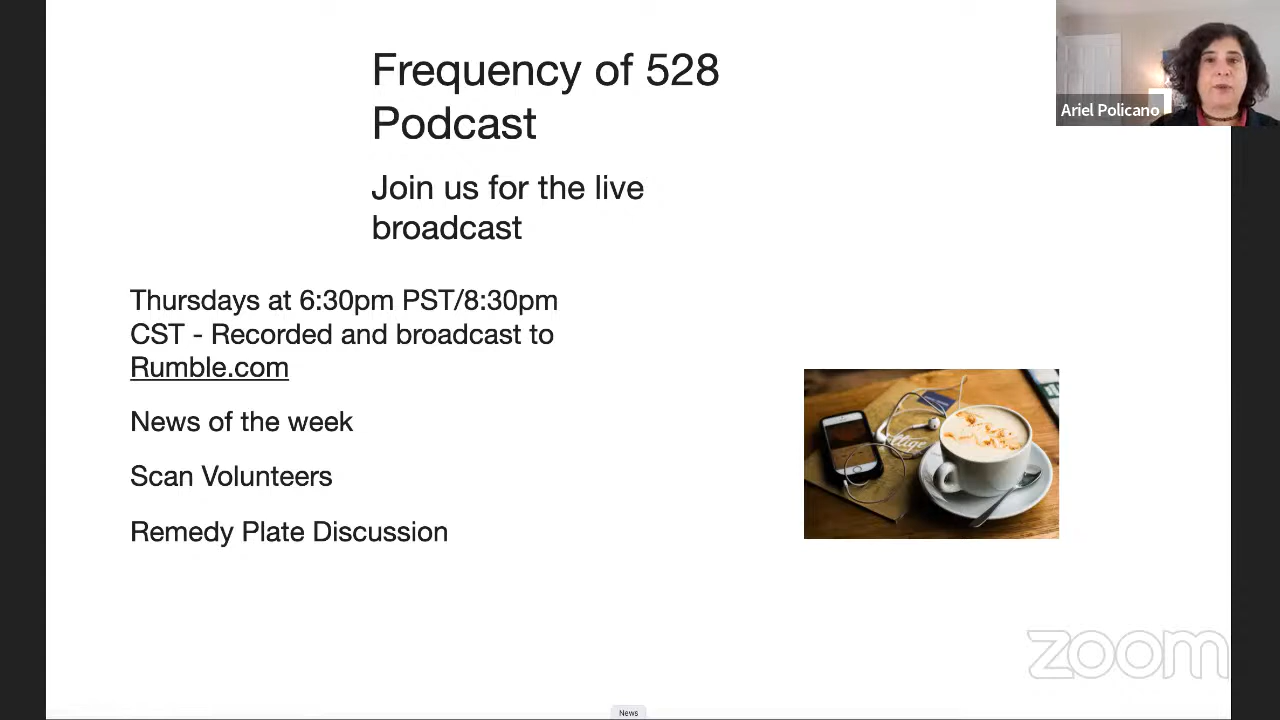 Frequency of 528
Podcast
Ariel Policano
Join us for the live
broadcast
Thursdays at 6:30pm PST/8:30pm
CST - Recorded and broadcast to
Rumble.com
News of the week
Scan Volunteers
Remedy Plate Discussion
zoom
News